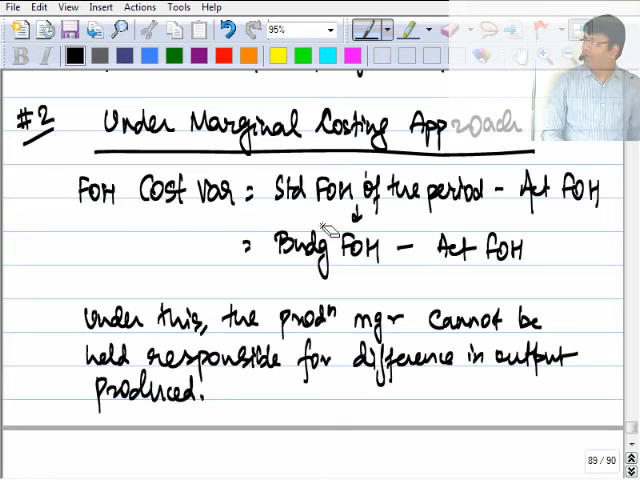 File Edit View Insert Actions Tools Help
95%
B I U
#2 Under Marginal Costing Approach
FOH Cost Var = Std FOH of the period - Act FOH
= Budg FOH - Act FOH
Under this, the prodⁿ mgr cannot be
held responsible for difference in output
produced.
89 / 90